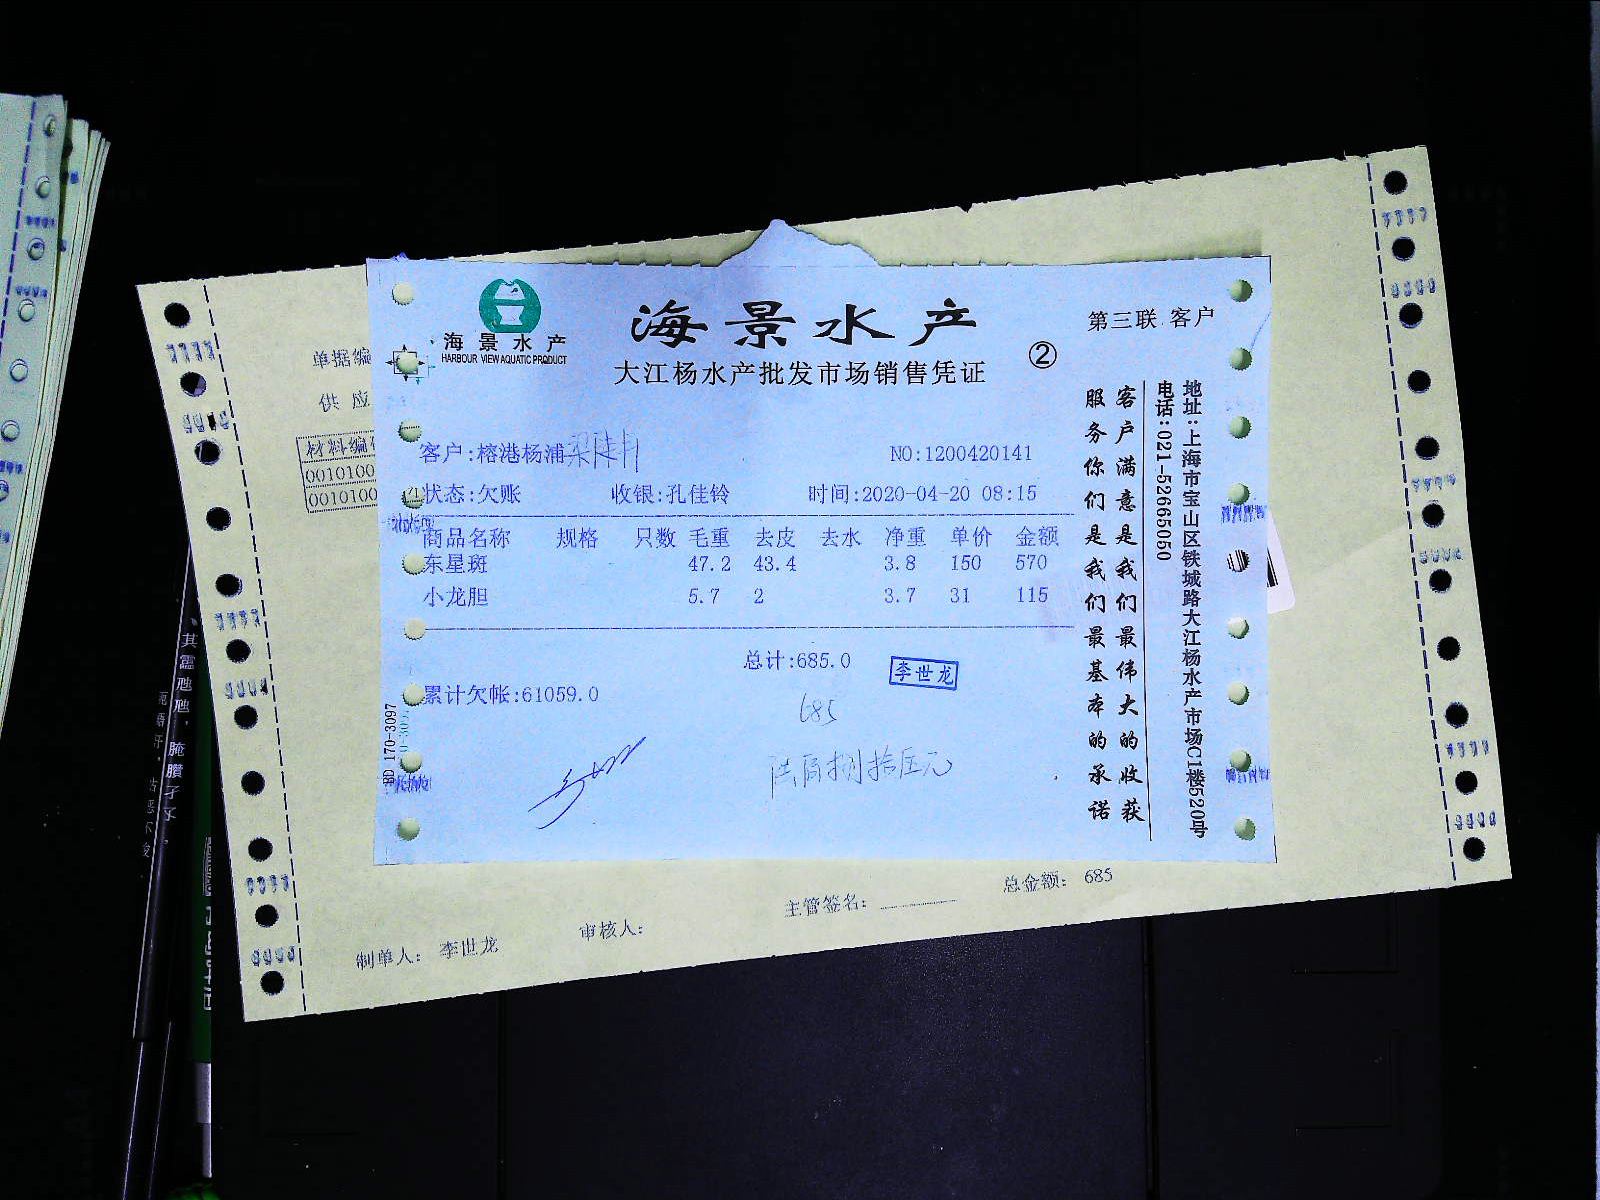 海景水产
HARBOUR VIEW AQUATIC PRODUCT
海景水产
大江杨水产批发市场销售凭证
②
第三联 客户
客户:榕港杨浦
NO:1200420141
状态:欠账 收银:孔佳铃 时间:2020-04-20 08:15
商品名称 规格 只数 毛重 去皮 去水 净重 单价 金额
东星斑 47.2 43.4 3.8 150 570
小龙胆 5.7 2 3.7 31 115
总计:685.0
李世龙
累计欠帐:61059.0
685
陆佰捌拾伍元
170-3097
客户满意是我们最伟大的收获
服务你们是我们最基本的承诺
地址:上海市宝山区铁城路大江杨水产市场C1楼520号
电话:021-52665050
单据编
供应
材料编
0010100
0010100
总金额: 685
主管签名:
审核人:
制单人: 李世龙